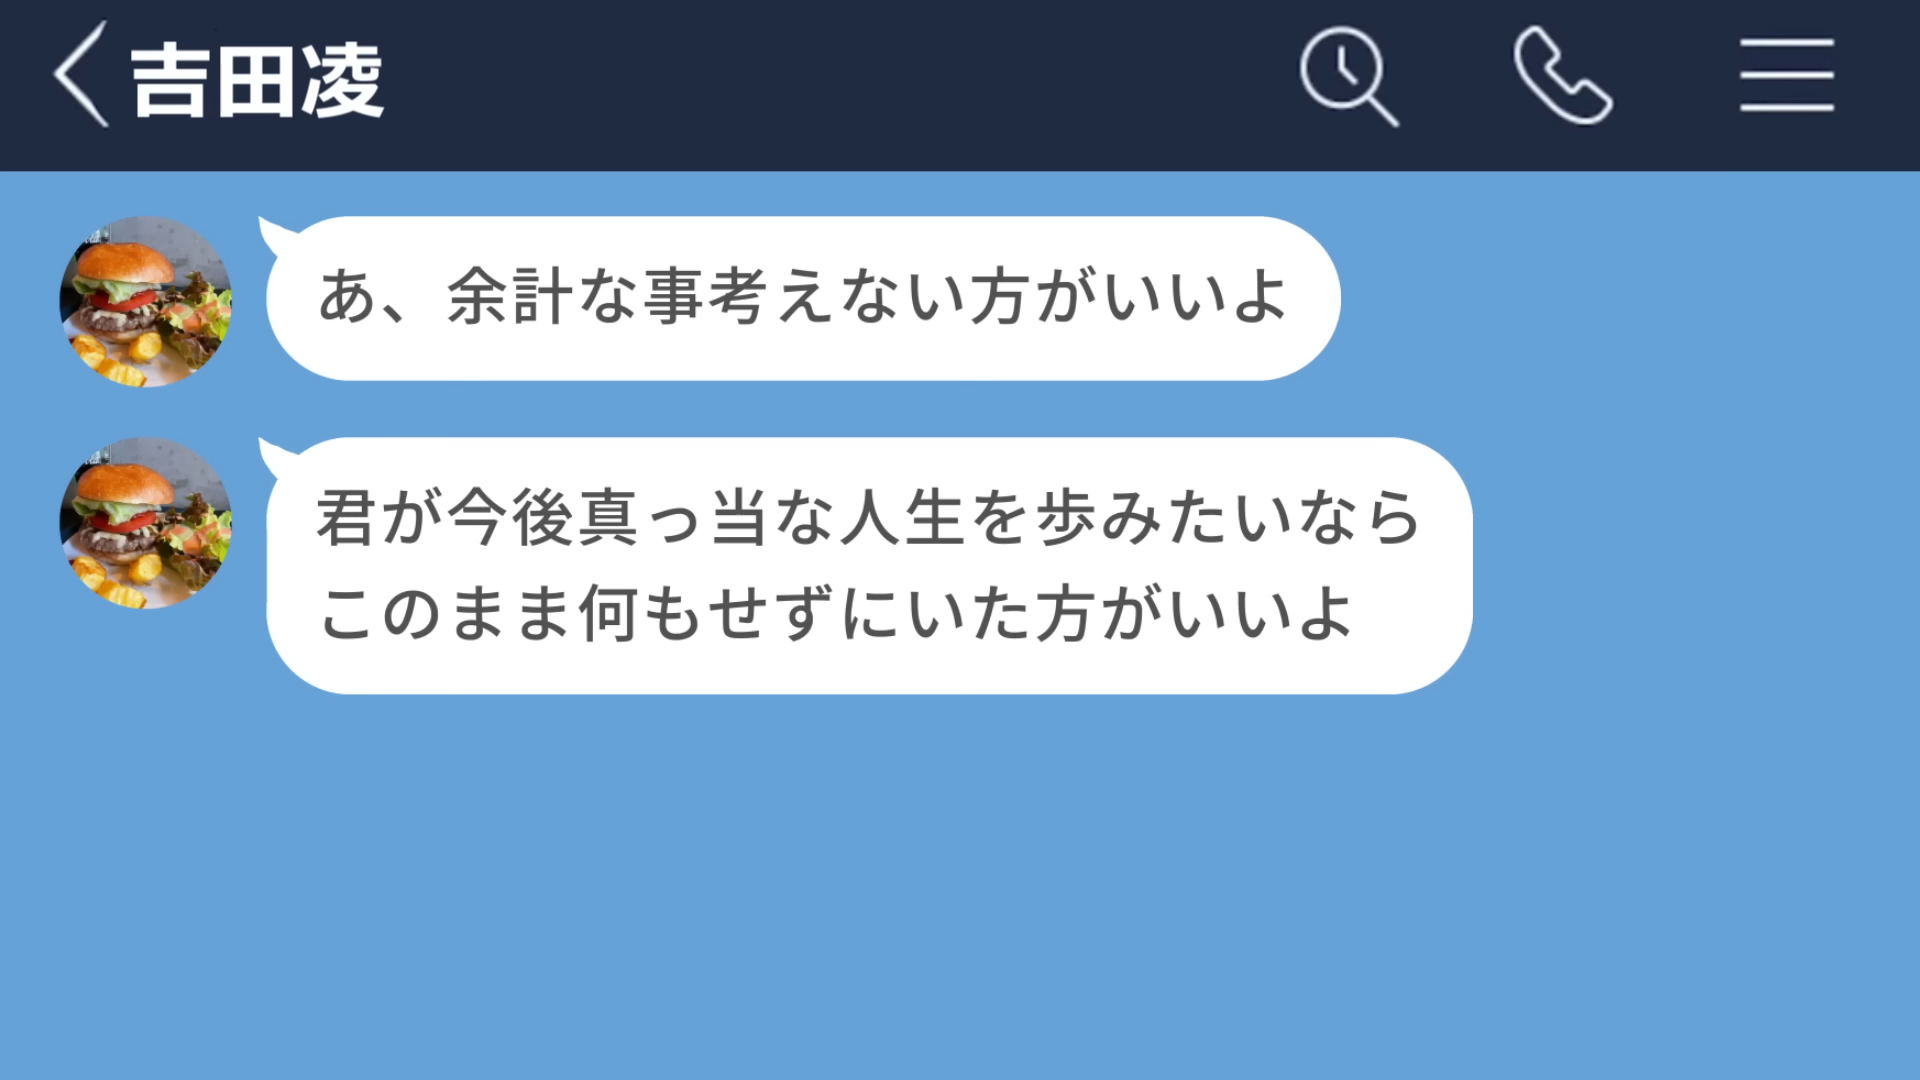 吉田凌
あ、余計な事考えない方がいいよ
君が今後真っ当な人生を歩みたいなら
このまま何もせずにいた方がいいよ